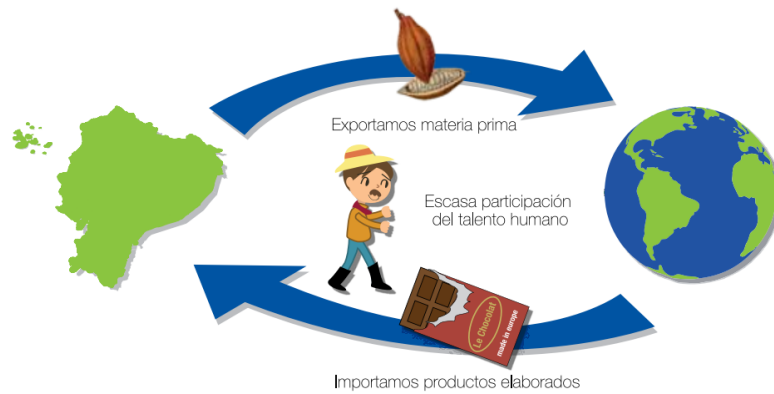 Exportamos materia prima
Escasa participación
del talento humano
Le Chocolat
made in europe
Importamos productos elaborados